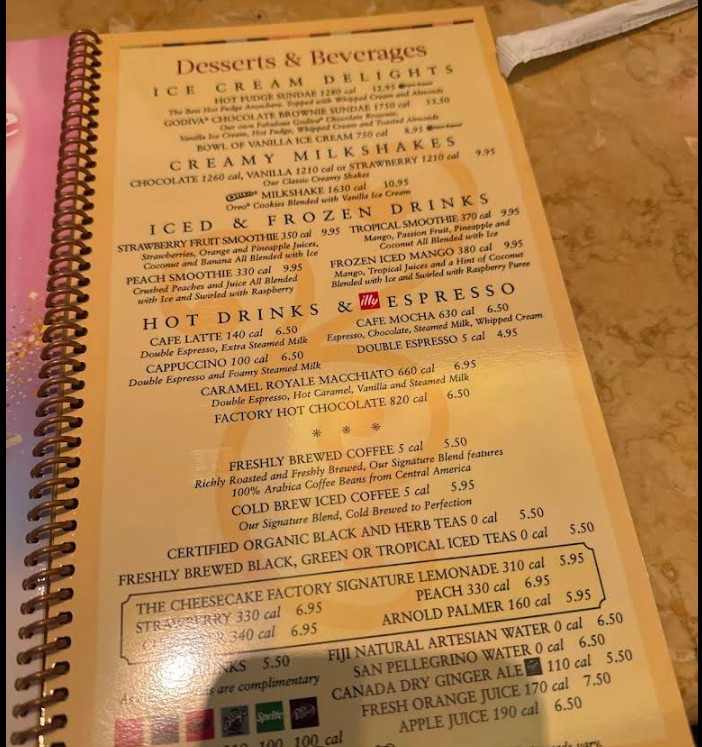 Desserts & Beverages
ICE CREAM DELIGHTS
HOT FUDGE SUNDAE 1280 cal 12.95
The Best Hot Fudge Anywhere. Topped with Whipped Cream and Almonds
GODIVA® CHOCOLATE BROWNIE SUNDAE 1750 cal 13.50
Our own Fabulous Godiva® Chocolate Brownie,
Vanilla Ice Cream, Hot Fudge, Whipped Cream and Toasted Almonds
BOWL OF VANILLA ICE CREAM 750 cal 8.95
CREAMY MILKSHAKES
CHOCOLATE 1260 cal, VANILLA 1210 cal or STRAWBERRY 1210 cal 9.95
Our Classic Creamy Shakes
OREO® MILKSHAKE 1630 cal 10.95
Oreo® Cookies Blended with Vanilla Ice Cream
ICED & FROZEN DRINKS
STRAWBERRY FRUIT SMOOTHIE 350 cal 9.95
Strawberries, Orange and Pineapple Juices,
Coconut and Banana All Blended with Ice
PEACH SMOOTHIE 330 cal 9.95
Crushed Peaches and Juice All Blended
with Ice and Swirled with Raspberry
TROPICAL SMOOTHIE 370 cal 9.95
Mango, Passion Fruit, Pineapple and
Coconut All Blended with Ice
FROZEN ICED MANGO 380 cal 9.95
Mango, Tropical Juices and a Hint of Coconut
Blended with Ice and Swirled with Raspberry Puree
HOT DRINKS & illy ESPRESSO
CAFE LATTE 140 cal 6.50
Double Espresso, Extra Steamed Milk
CAPPUCCINO 100 cal 6.50
Double Espresso and Foamy Steamed Milk
CAFE MOCHA 630 cal 6.50
Espresso, Chocolate, Steamed Milk, Whipped Cream
DOUBLE ESPRESSO 5 cal 4.95
CARAMEL ROYALE MACCHIATO 660 cal 6.95
Double Espresso, Hot Caramel, Vanilla and Steamed Milk
FACTORY HOT CHOCOLATE 820 cal 6.50
FRESHLY BREWED COFFEE 5 cal 5.50
Richly Roasted and Freshly Brewed, Our Signature Blend features
100% Arabica Coffee Beans from Central America
COLD BREW ICED COFFEE 5 cal 5.95
Our Signature Blend, Cold Brewed to Perfection
CERTIFIED ORGANIC BLACK AND HERB TEAS 0 cal 5.50
FRESHLY BREWED BLACK, GREEN OR TROPICAL ICED TEAS 0 cal 5.50
THE CHEESECAKE FACTORY SIGNATURE LEMONADE 310 cal 5.95
STRAWBERRY 330 cal 6.95 PEACH 330 cal 6.95
340 cal 6.95 ARNOLD PALMER 160 cal 5.95
5.50
are complimentary
Sprite
100 100 cal
FIJI NATURAL ARTESIAN WATER 0 cal 6.50
SAN PELLEGRINO WATER 0 cal 6.50
CANADA DRY GINGER ALE 110 cal 5.50
FRESH ORANGE JUICE 170 cal 7.50
APPLE JUICE 190 cal 6.50